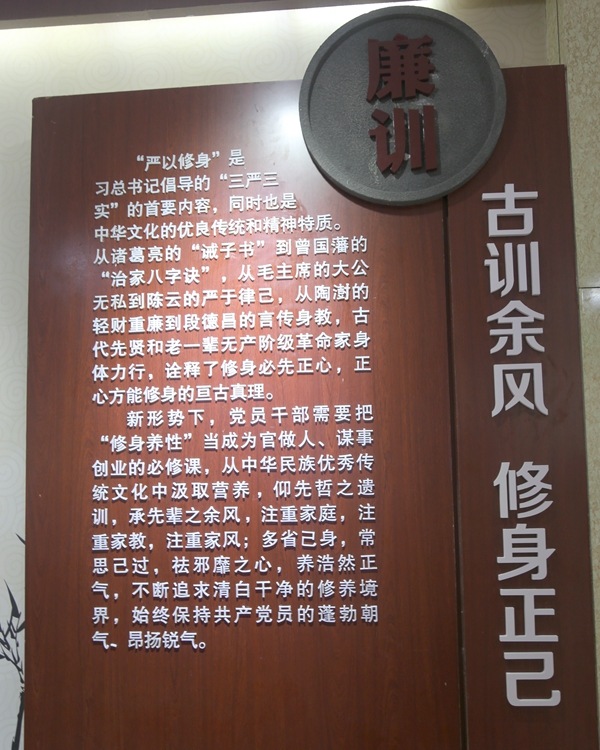 廉训
古训余风 修身正己
“严以修身”是
习总书记倡导的“三严三
实”的首要内容，同时也是
中华文化的优良传统和精神特质。
从诸葛亮的“诫子书”到曾国藩的
“治家八字诀”，从毛主席的大公
无私到陈云的严于律己，从陶澍的
轻财重廉到段德昌的言传身教，古
代先贤和老一辈无产阶级革命家身
体力行，诠释了修身必先正心，正
心方能修身的亘古真理。
新形势下，党员干部需要把
“修身养性”当成为官做人、谋事
创业的必修课，从中华民族优秀传
统文化中汲取营养，仰先哲之遗
训，承先辈之余风，注重家庭，注
重家教，注重家风；多省已身，常
思己过，祛邪靡之心，养浩然正
气，不断追求清白干净的修养境
界，始终保持共产党员的蓬勃朝
气、昂扬锐气。